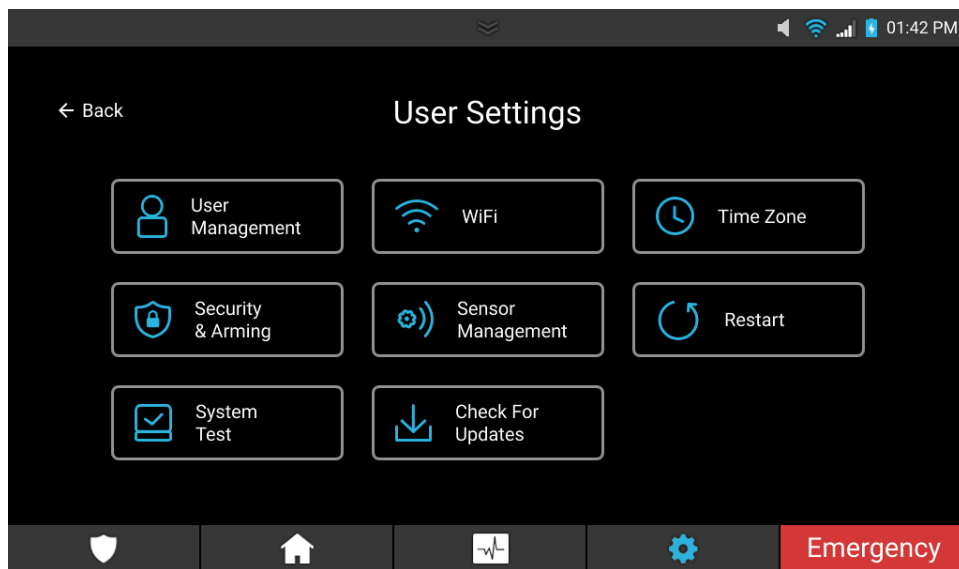 01:42 PM
← Back
User Settings
User
Management
WiFi
Time Zone
Security
& Arming
Sensor
Management
Restart
System
Test
Check For
Updates
Emergency